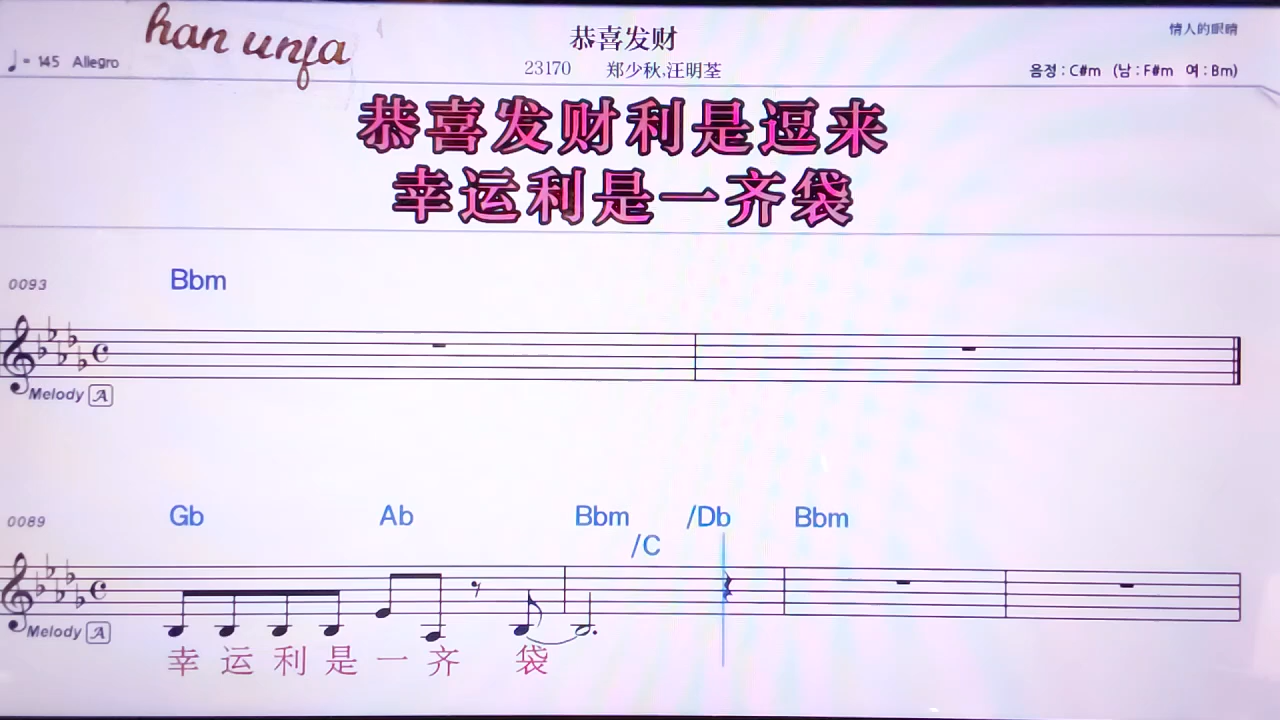 han unfa
恭喜发财
情人的眼睛
♩= 145 Allegro
23170 郑少秋,汪明荃
음정 : C#m (남 : F#m 여 : Bm)
恭喜发财利是逗来
幸运利是一齐袋
0093
Bbm
Melody A
0089
Gb Ab Bbm /Db Bbm
/C
Melody A
幸 运 利 是 一 齐 袋